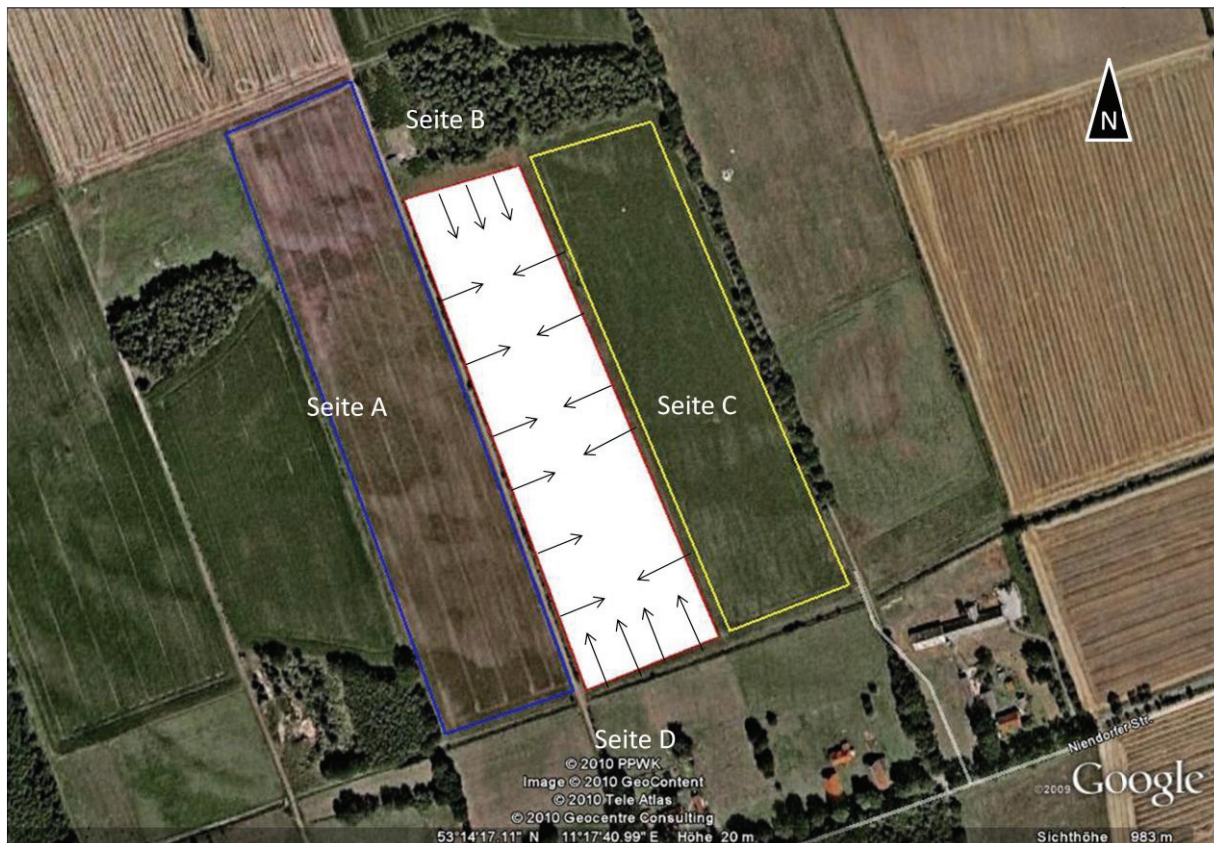 Seite B
N
Seite A
Seite C
Seite D
© 2010 PPWK
Image © 2010 GeoContent
© 2010 Tele Atlas
© 2010 Geocentre Consulting
Niendorfer Str.
©2009 Google
53°14'17.11" N 11°17'40.99" E Höhe 20 m
Sichthöhe 983 m